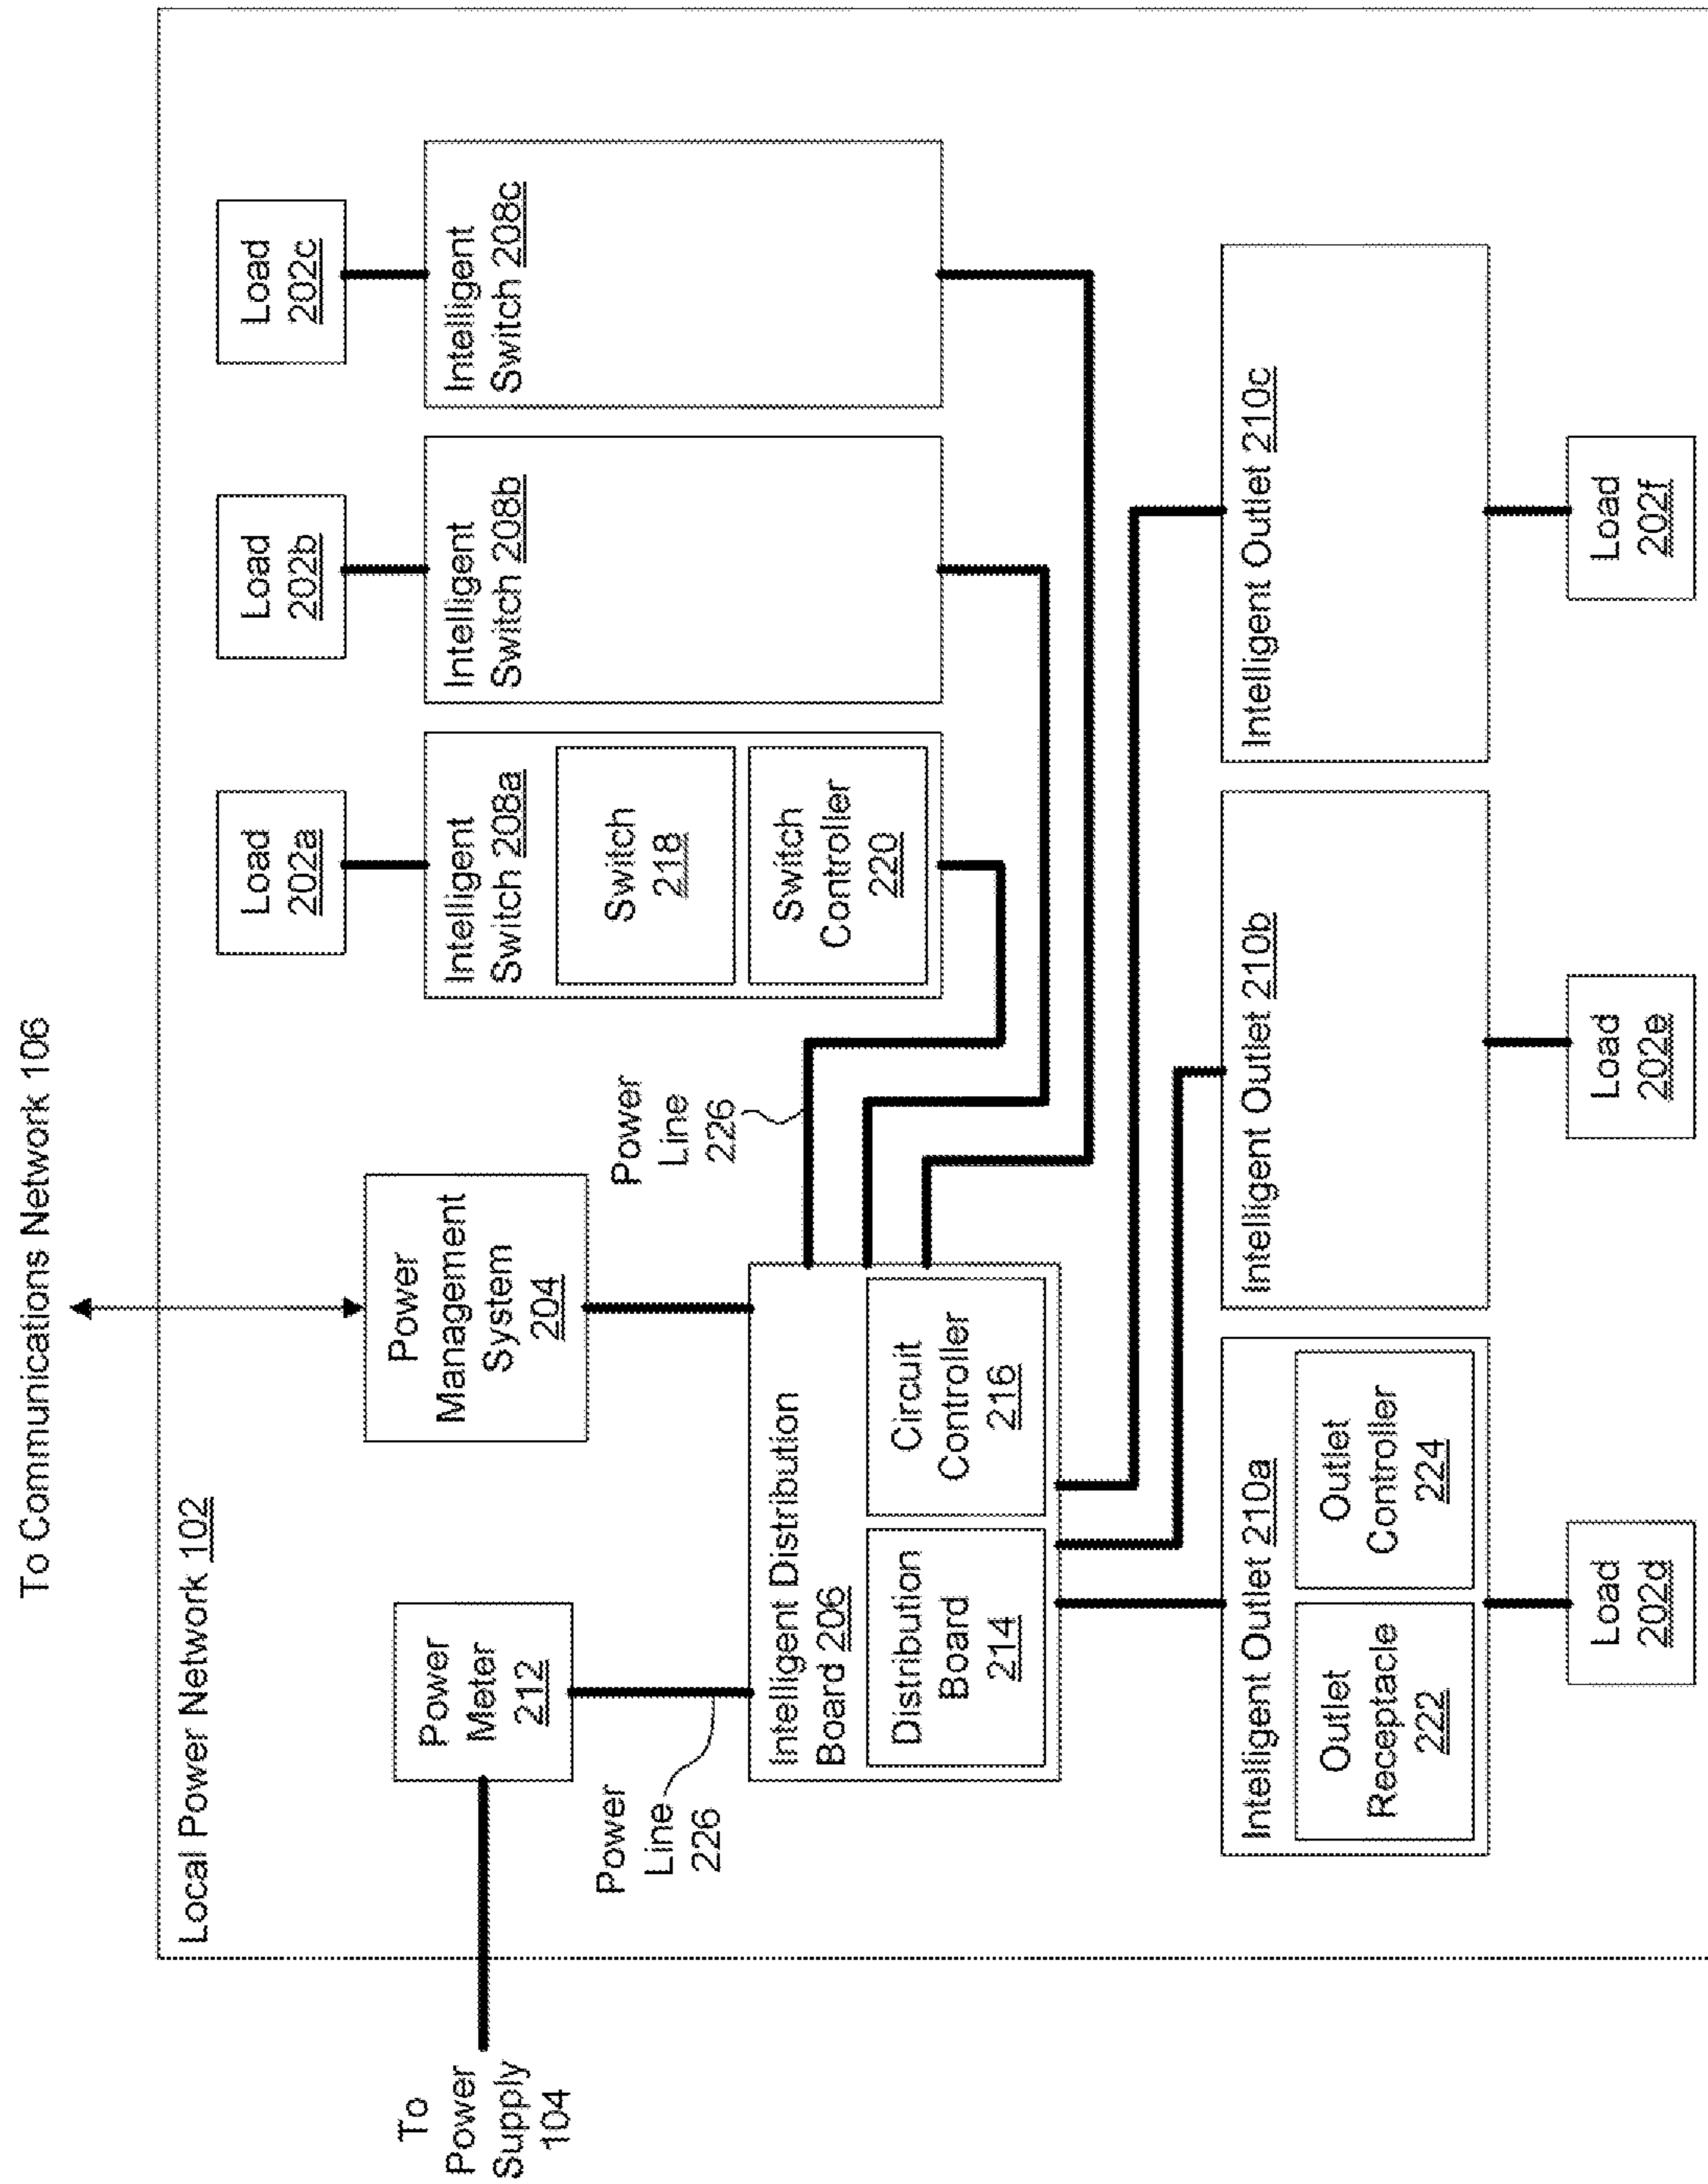 To Communications Network 106
Local Power Network 102
To
Power
Supply
104
Power
Meter
212
Power
Line
226
Power
Management
System
204
Power
Line
226
Load
202a
Load
202b
Load
202c
Intelligent
Switch 208a
Switch
218
Switch
Controller
220
Intelligent
Switch 208b
Intelligent
Switch 208c
Intelligent Distribution
Board 206
Distribution
Board
214
Circuit
Controller
216
Intelligent Outlet 210a
Outlet
Receptacle
222
Outlet
Controller
224
Intelligent Outlet 210b
Intelligent Outlet 210c
Load
202d
Load
202e
Load
202f